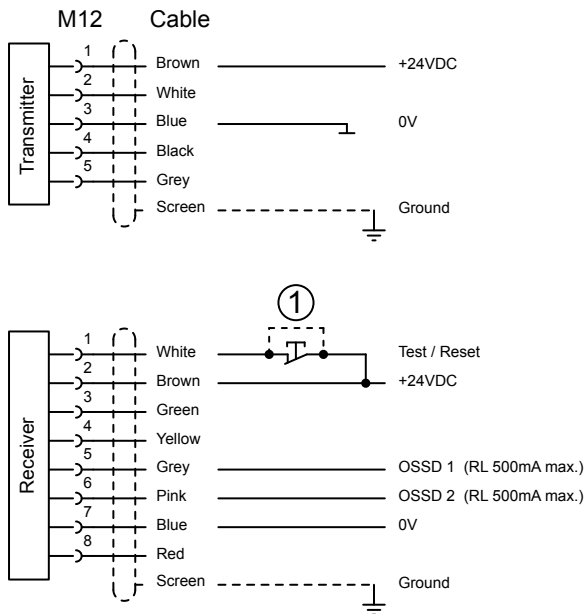 M12 Cable
1 Brown +24VDC
2 White
3 Blue 0V
4 Black
5 Grey
Screen Ground
Transmitter
1
1 White Test / Reset
2 Brown +24VDC
3 Green
4 Yellow
5 Grey OSSD 1 (RL 500mA max.)
6 Pink OSSD 2 (RL 500mA max.)
7 Blue 0V
8 Red
Screen Ground
Receiver